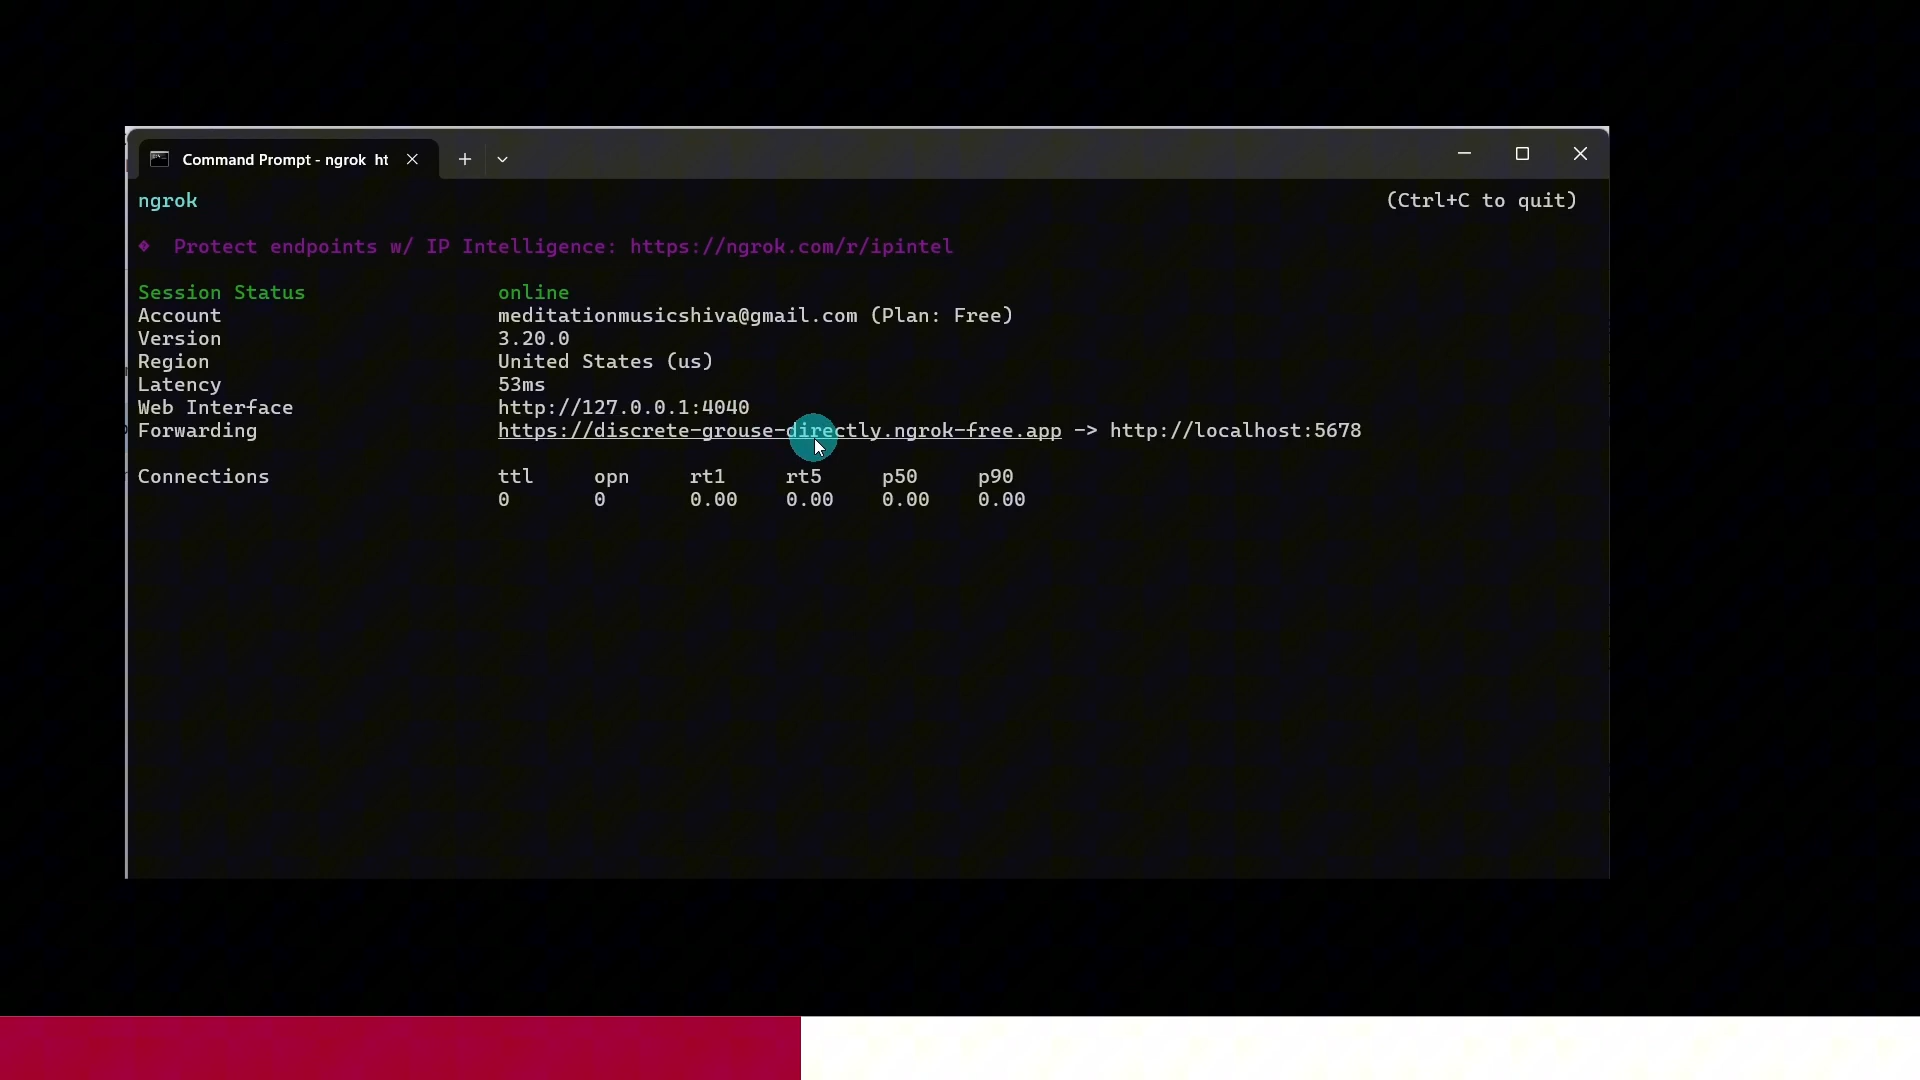 Command Prompt - ngrok ht
ngrok (Ctrl+C to quit)
Protect endpoints w/ IP Intelligence: https://ngrok.com/r/ipintel
Session Status online
Account meditationmusicshiva@gmail.com (Plan: Free)
Version 3.20.0
Region United States (us)
Latency 53ms
Web Interface http://127.0.0.1:4040
Forwarding https://discrete-grouse-directly.ngrok-free.app -> http://localhost:5678
Connections ttl opn rt1 rt5 p50 p90
0 0 0.00 0.00 0.00 0.00